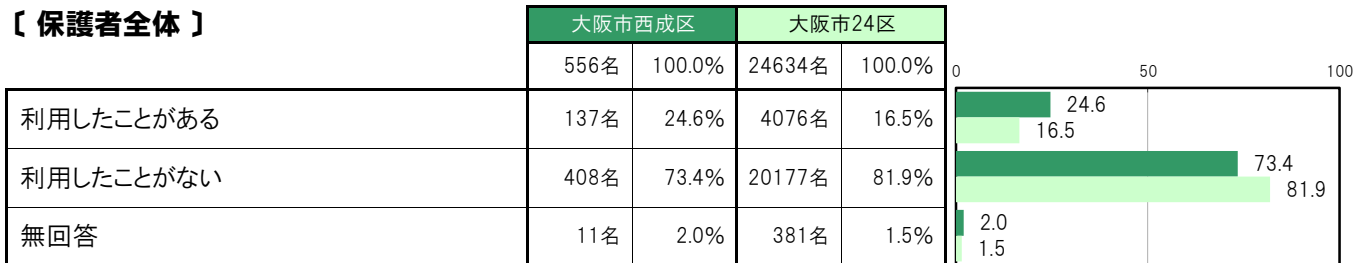 〔 保護者全体 〕
大阪市西成区 大阪市24区
556名 100.0% 24634名 100.0%
0 50 100
利用したことがある 137名 24.6% 4076名 16.5%
24.6
16.5
利用したことがない 408名 73.4% 20177名 81.9%
73.4
81.9
無回答 11名 2.0% 381名 1.5%
2.0
1.5